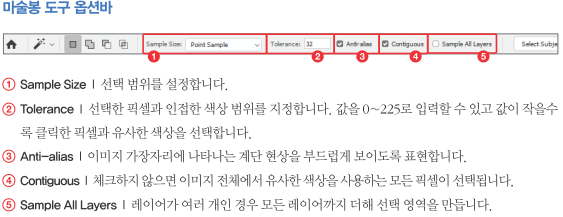 마술봉 도구 옵션바
Sample Size: Point Sample Tolerance: 32 Anti-alias Contiguous Sample All Layers Select Subje
① ② ③ ④ ⑤
① Sample Size | 선택 범위를 설정합니다.
② Tolerance | 선택한 픽셀과 인접한 색상 범위를 지정합니다. 값을 0~225로 입력할 수 있고 값이 작을수
록 클릭한 픽셀과 유사한 색상을 선택합니다.
③ Anti-alias | 이미지 가장자리에 나타나는 계단 현상을 부드럽게 보이도록 표현합니다.
④ Contiguous | 체크하지 않으면 이미지 전체에서 유사한 색상을 사용하는 모든 픽셀이 선택됩니다.
⑤ Sample All Layers | 레이어가 여러 개인 경우 모든 레이어까지 더해 선택 영역을 만듭니다.